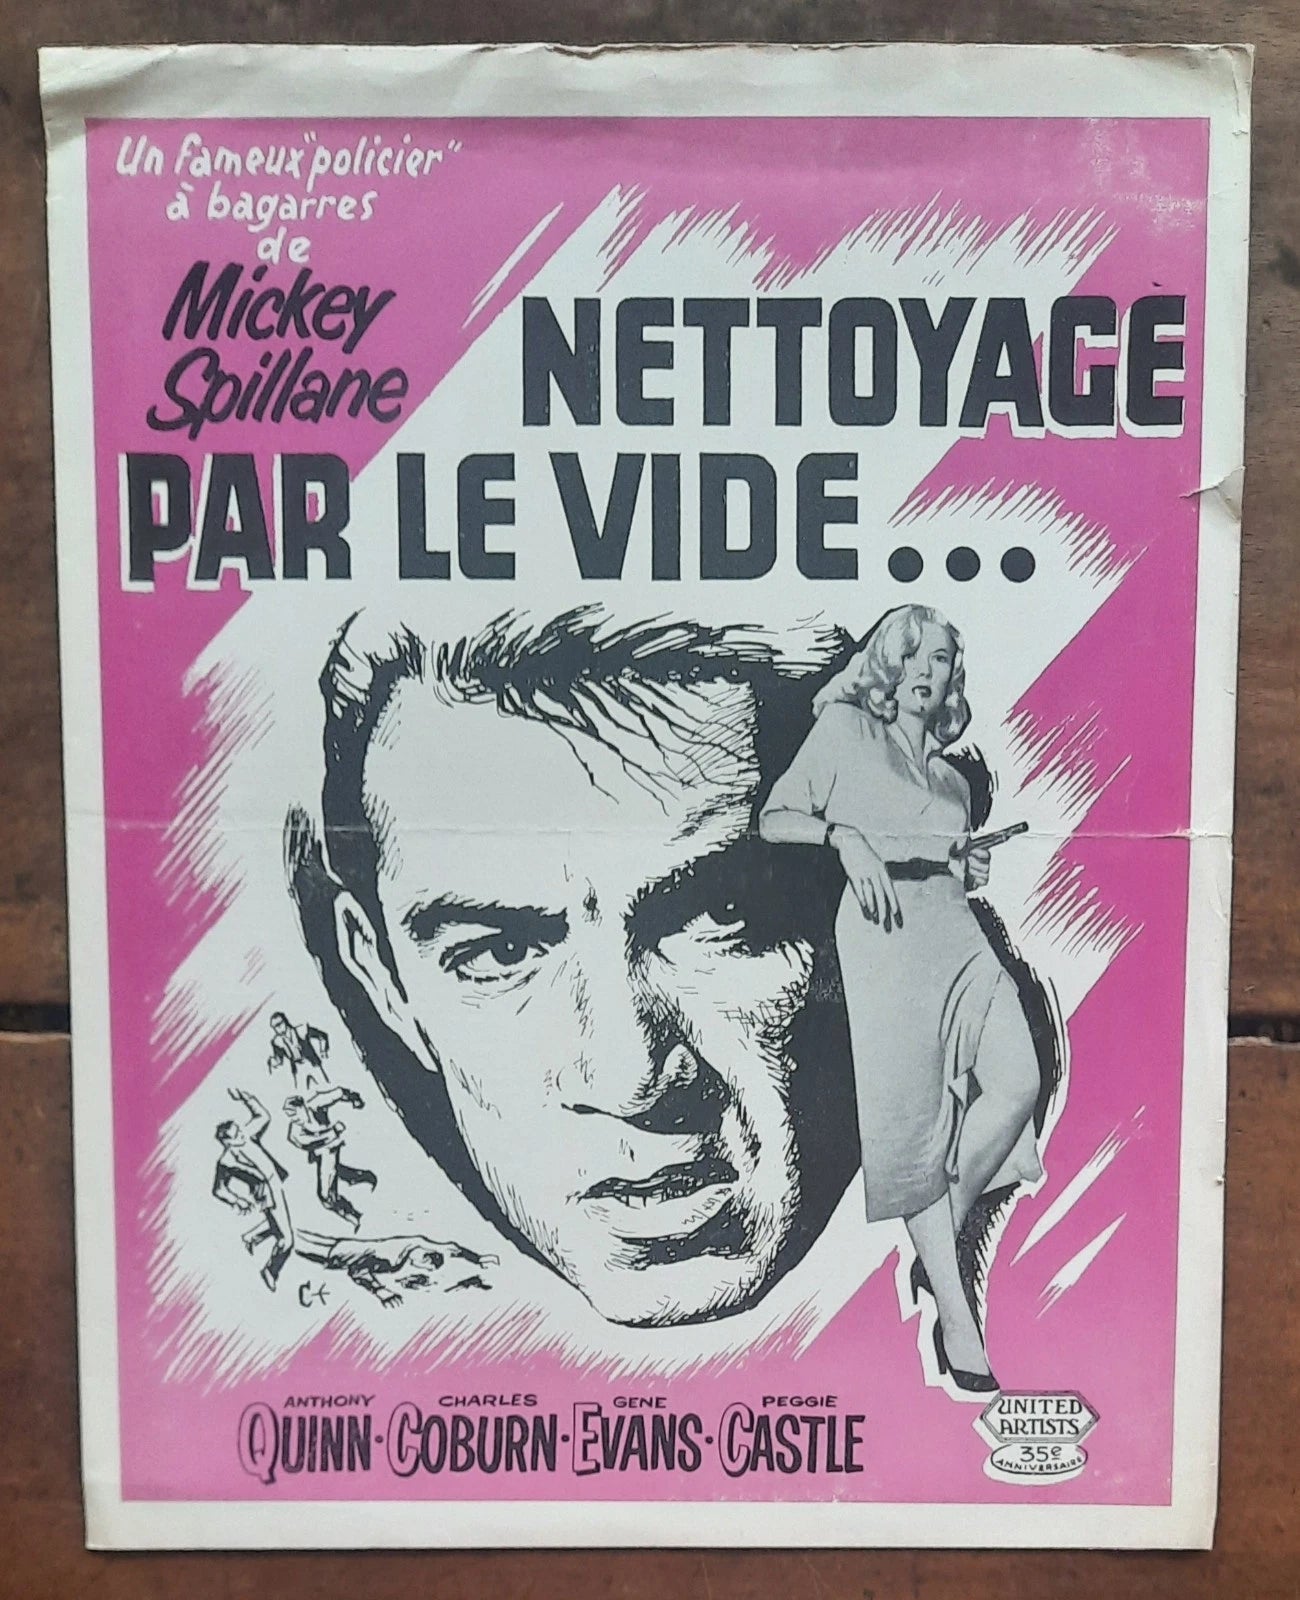 Un fameux "policier"
à bagarres
de
Mickey
Spillane
NETTOYAGE
PAR LE VIDE...
C+
ANTHONY QUINN · CHARLES COBURN · GENE EVANS · PEGGIE CASTLE
UNITED
ARTISTS
35e
ANNIVERSAIRE